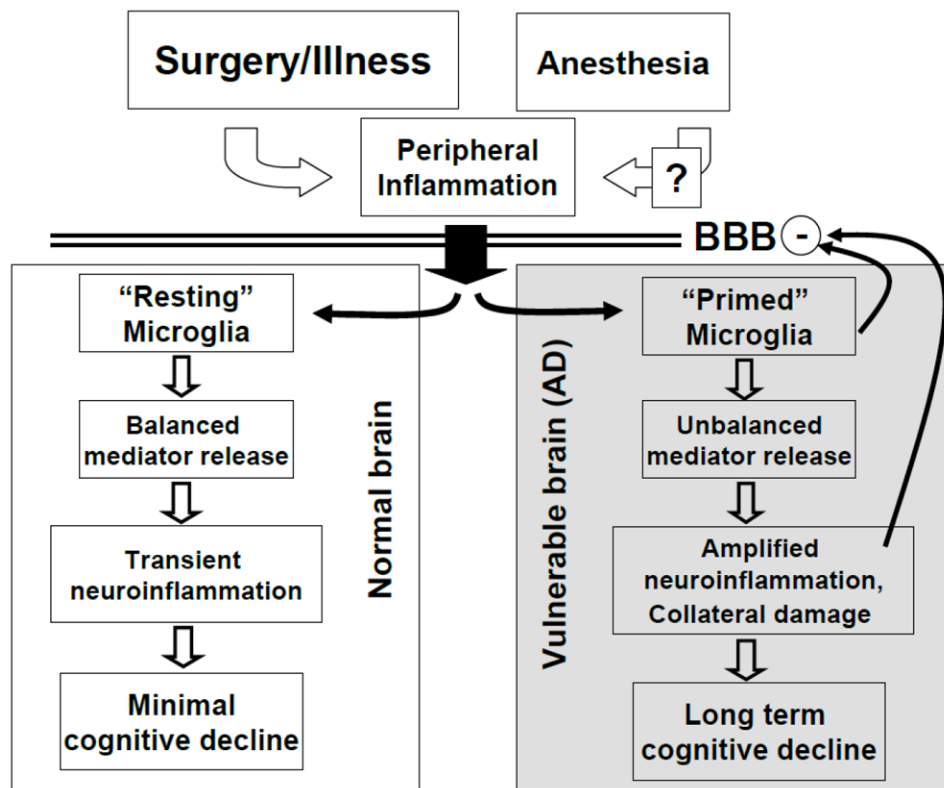 Surgery/Illness
Anesthesia
Peripheral
Inflammation
?
BBB -
“Resting”
Microglia
Balanced
mediator release
Transient
neuroinflammation
Minimal
cognitive decline
Normal brain
Vulnerable brain (AD)
“Primed”
Microglia
Unbalanced
mediator release
Amplified
neuroinflammation,
Collateral damage
Long term
cognitive decline